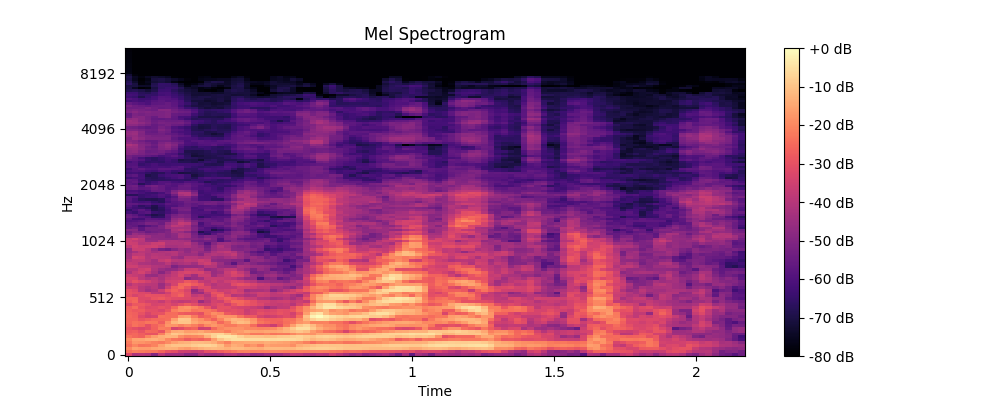 Mel Spectrogram
Hz
8192
4096
2048
1024
512
0
0
0.5
1
1.5
2
Time
+0 dB
-10 dB
-20 dB
-30 dB
-40 dB
-50 dB
-60 dB
-70 dB
-80 dB